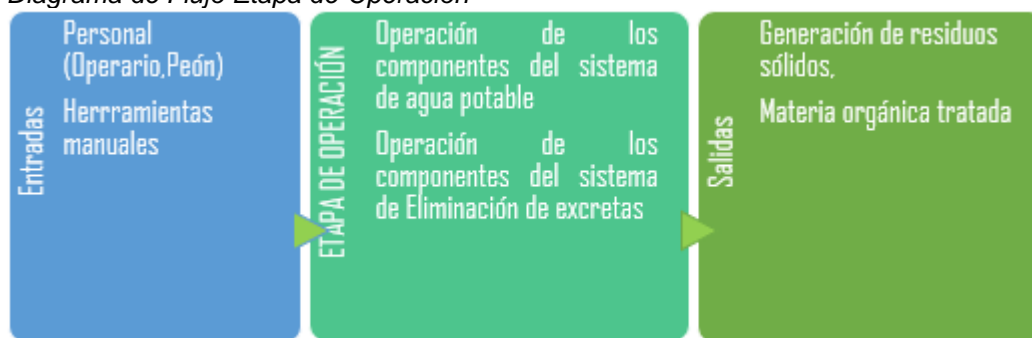 Diagrama de Flujo Etapa de Operación
Entradas
Personal
(Operario,Peón)
Herrramientas
manuales
ETAPA DE OPERACIÓN
Operación de los
componentes del sistema
de agua potable
Operación de los
componentes del sistema
de Eliminación de excretas
Salidas
Generación de residuos
sólidos,
Materia orgánica tratada